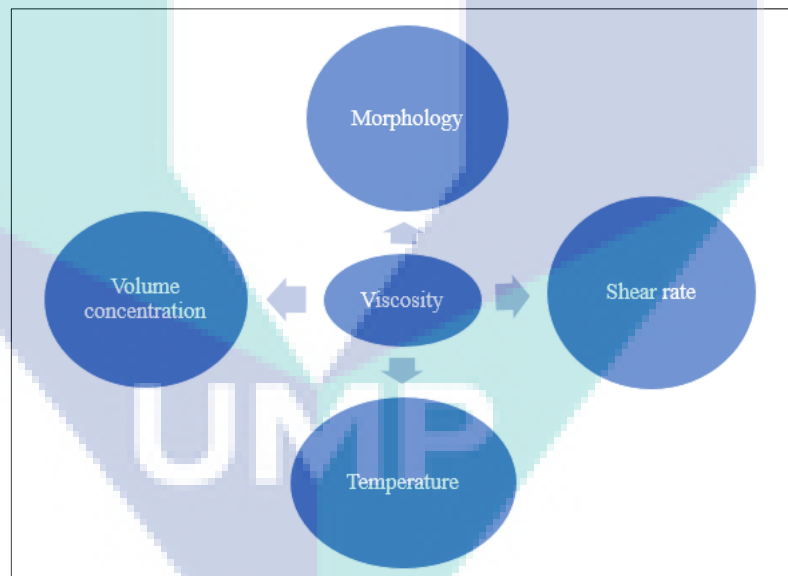 Morphology
Volume
concentration
Viscosity
Shear rate
UMP
Temperature